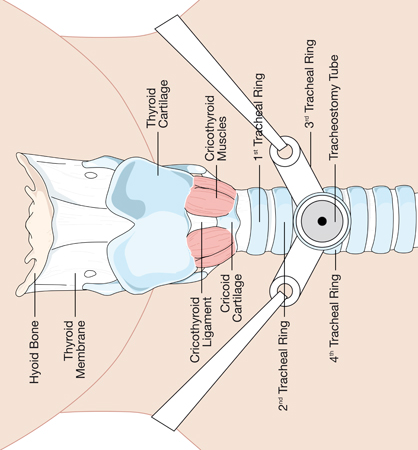 Hyoid Bone
Thyroid
Membrane
Thyroid
Cartilage
Cricothyroid
Ligament
Cricothyroid
Muscles
Cricoid
Cartilage
1st Tracheal Ring
2nd Tracheal Ring
3rd Tracheal Ring
4th Tracheal Ring
Tracheostomy Tube